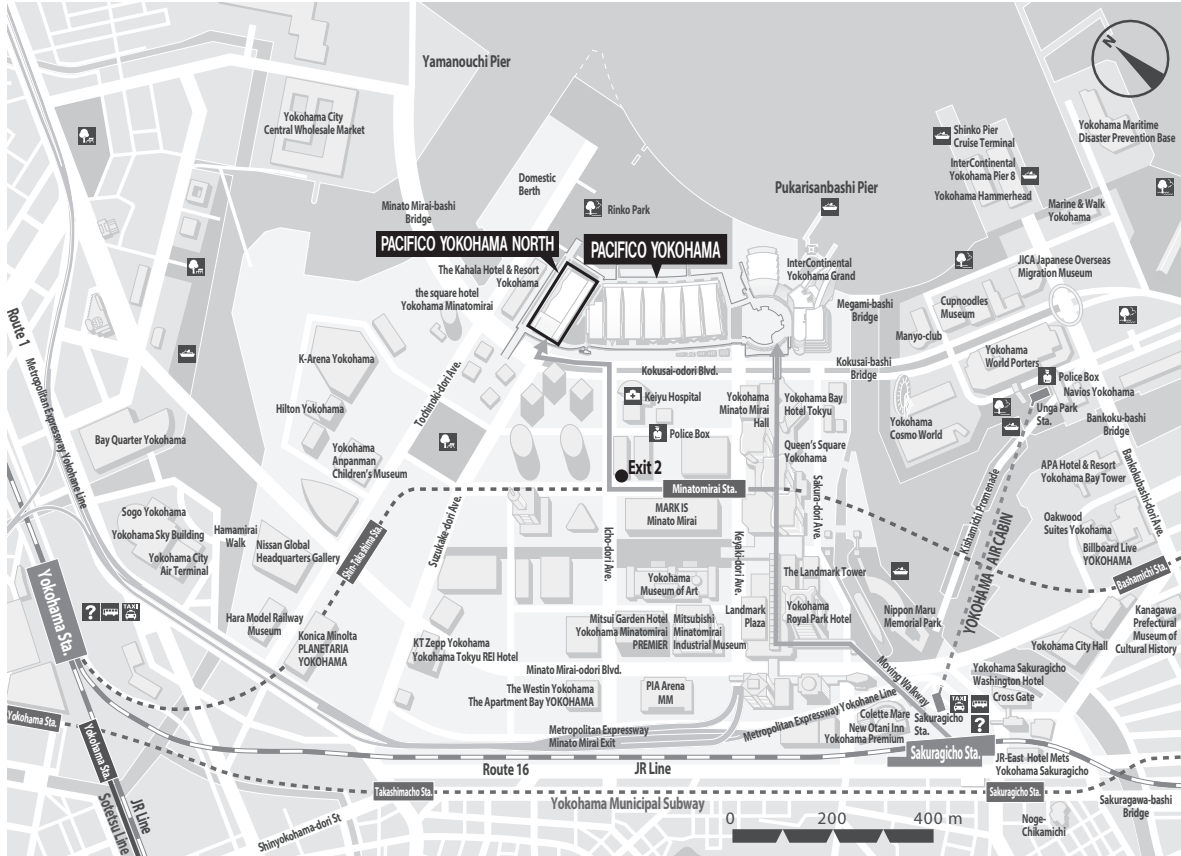 N
Yamanouchi Pier
Yokohama City
Central Wholesale Market
Shinko Pier
Cruise Terminal
InterContinental
Yokohama Pier 8
Yokohama Hammerhead
Yokohama Maritime
Disaster Prevention Base
Marine & Walk
Yokohama
Domestic
Berth
Rinko Park
Pukarisanbashi Pier
Minato Mirai-bashi
Bridge
PACIFICO YOKOHAMA NORTH
PACIFICO YOKOHAMA
The Kahala Hotel & Resort
Yokohama
the square hotel
Yokohama Minatomirai
InterContinental
Yokohama Grand
JICA Japanese Overseas
Migration Museum
Megami-bashi
Bridge
Cupnoodles
Museum
Manyo-club
Route 1
Metropolitan Expressway Yokohane Line
K-Arena Yokohama
Tochinoki-dori Ave.
Kokusai-odori Blvd.
Kokusai-bashi
Bridge
Yokohama
World Porters
Police Box
Navios Yokohama
Unga Park
Sta.
Bankoku-bashi
Bridge
Hilton Yokohama
Keiyu Hospital
Yokohama
Minato Mirai
Hall
Yokohama Bay
Hotel Tokyu
Yokohama
Cosmo World
Bay Quarter Yokohama
Yokohama
Anpanman
Children's Museum
Police Box
Queen's Square
Yokohama
Exit 2
Minatomirai Sta.
Sakura-dori Ave.
Kishamichi Promenade
APA Hotel & Resort
Yokohama Bay Tower
Bankokubashi-dori Ave.
Sogo Yokohama
Yokohama Sky Building
Yokohama City
Air Terminal
Hamamirai
Walk
Nissan Global
Headquarters Gallery
Shin-Takashima Sta.
Suzukake-dori Ave.
Icho-dori Ave.
MARK IS
Minato Mirai
Keyaki-dori Ave.
YOKOHAMA AIR CABIN
Oakwood
Suites Yokohama
Billboard Live
YOKOHAMA
Bashamichi Sta.
Yokohama Sta.
?
TAXI
Yokohama
Museum of Art
The Landmark Tower
Hara Model Railway
Museum
Konica Minolta
PLANETARIA
YOKOHAMA
KT Zepp Yokohama
Yokohama Tokyu REI Hotel
Mitsui Garden Hotel
Yokohama Minatomirai
PREMIER
Mitsubishi
Minatomirai
Industrial Museum
Landmark
Plaza
Yokohama
Royal Park Hotel
Nippon Maru
Memorial Park
Kanagawa
Prefectural
Museum of
Cultural History
Yokohama City Hall
Minato Mirai-odori Blvd.
Moving Walkway
Yokohama Sakuragicho
Washington Hotel
Cross Gate
TAXI
?
The Westin Yokohama
The Apartment Bay YOKOHAMA
PIA Arena
MM
Metropolitan Expressway Yokohane Line
Colette Mare
New Otani Inn
Yokohama Premium
Sakuragicho
Sta.
Yokohama Sta.
Yokohama Sta.
Metropolitan Expressway
Minato Mirai Exit
Sakuragicho Sta.
JR-East Hotel Mets
Yokohama Sakuragicho
Route 16
JR Line
Takashimacho Sta.
Sakuragicho Sta.
Yokohama Municipal Subway
JR Line
Sotetsu Line
Shinyokohama-dori St
0
400 m
Noge-
Chikamichi
Sakuragawa-bashi
Bridge